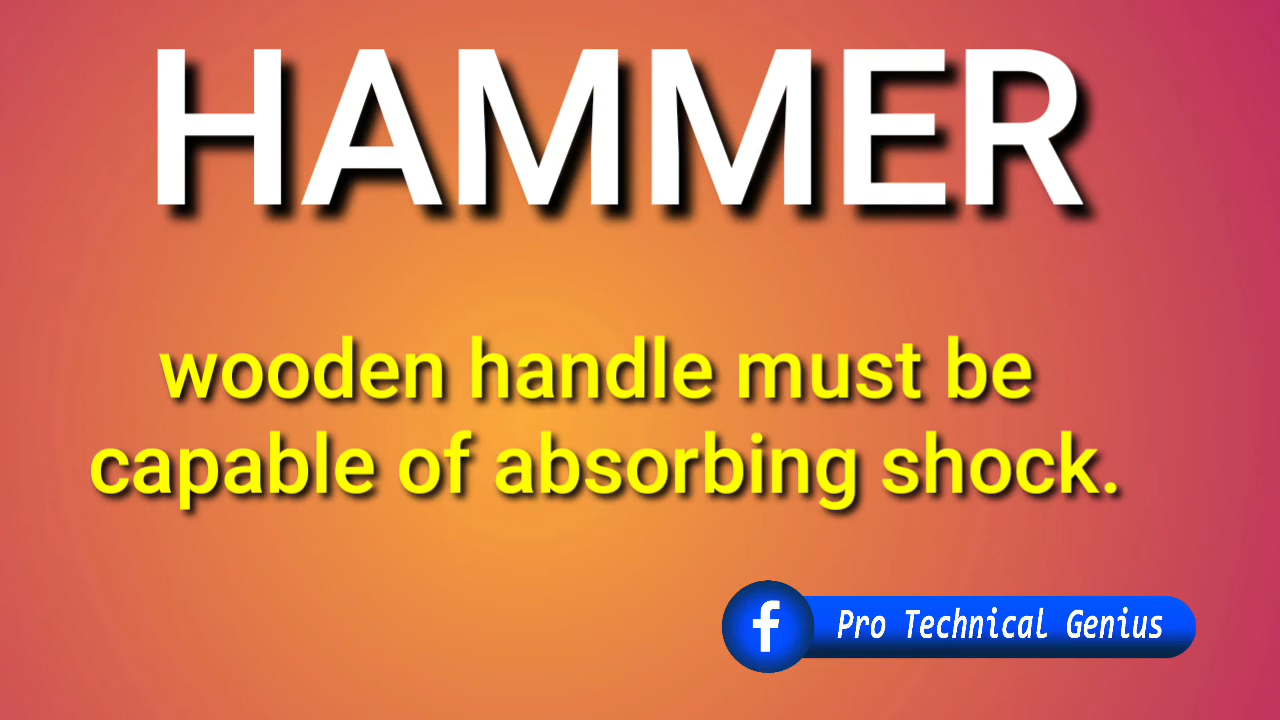 HAMMER
wooden handle must be
capable of absorbing shock.
f Pro Technical Genius